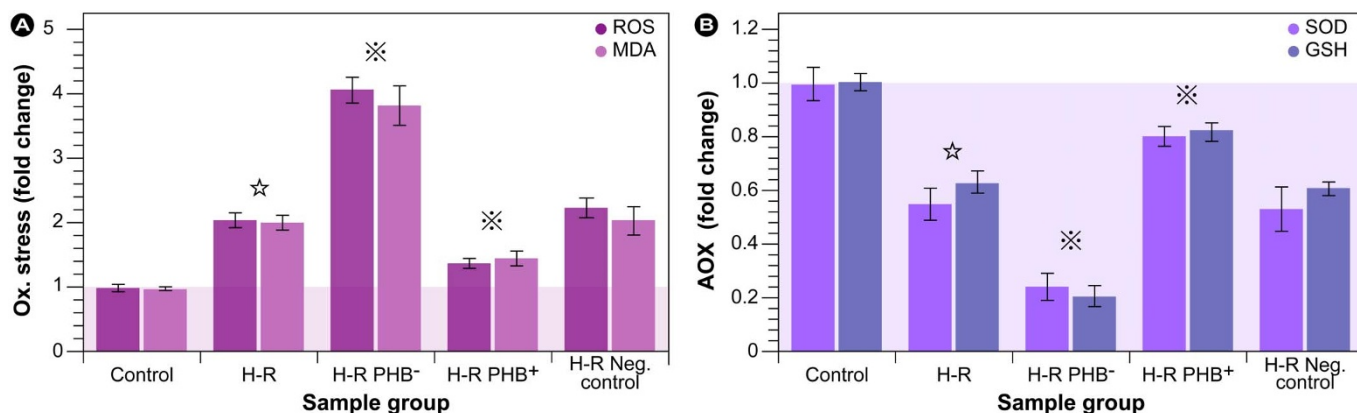 A
ROS
MDA
Ox. stress (fold change)
5
4
3
2
1
0
☆
※
※
Control
H-R
H-R PHB-
H-R PHB+
H-R Neg.
control
Sample group
B
SOD
GSH
AOX (fold change)
1.2
1.0
0.8
0.6
0.4
0.2
0
☆
※
※
Control
H-R
H-R PHB-
H-R PHB+
H-R Neg.
control
Sample group